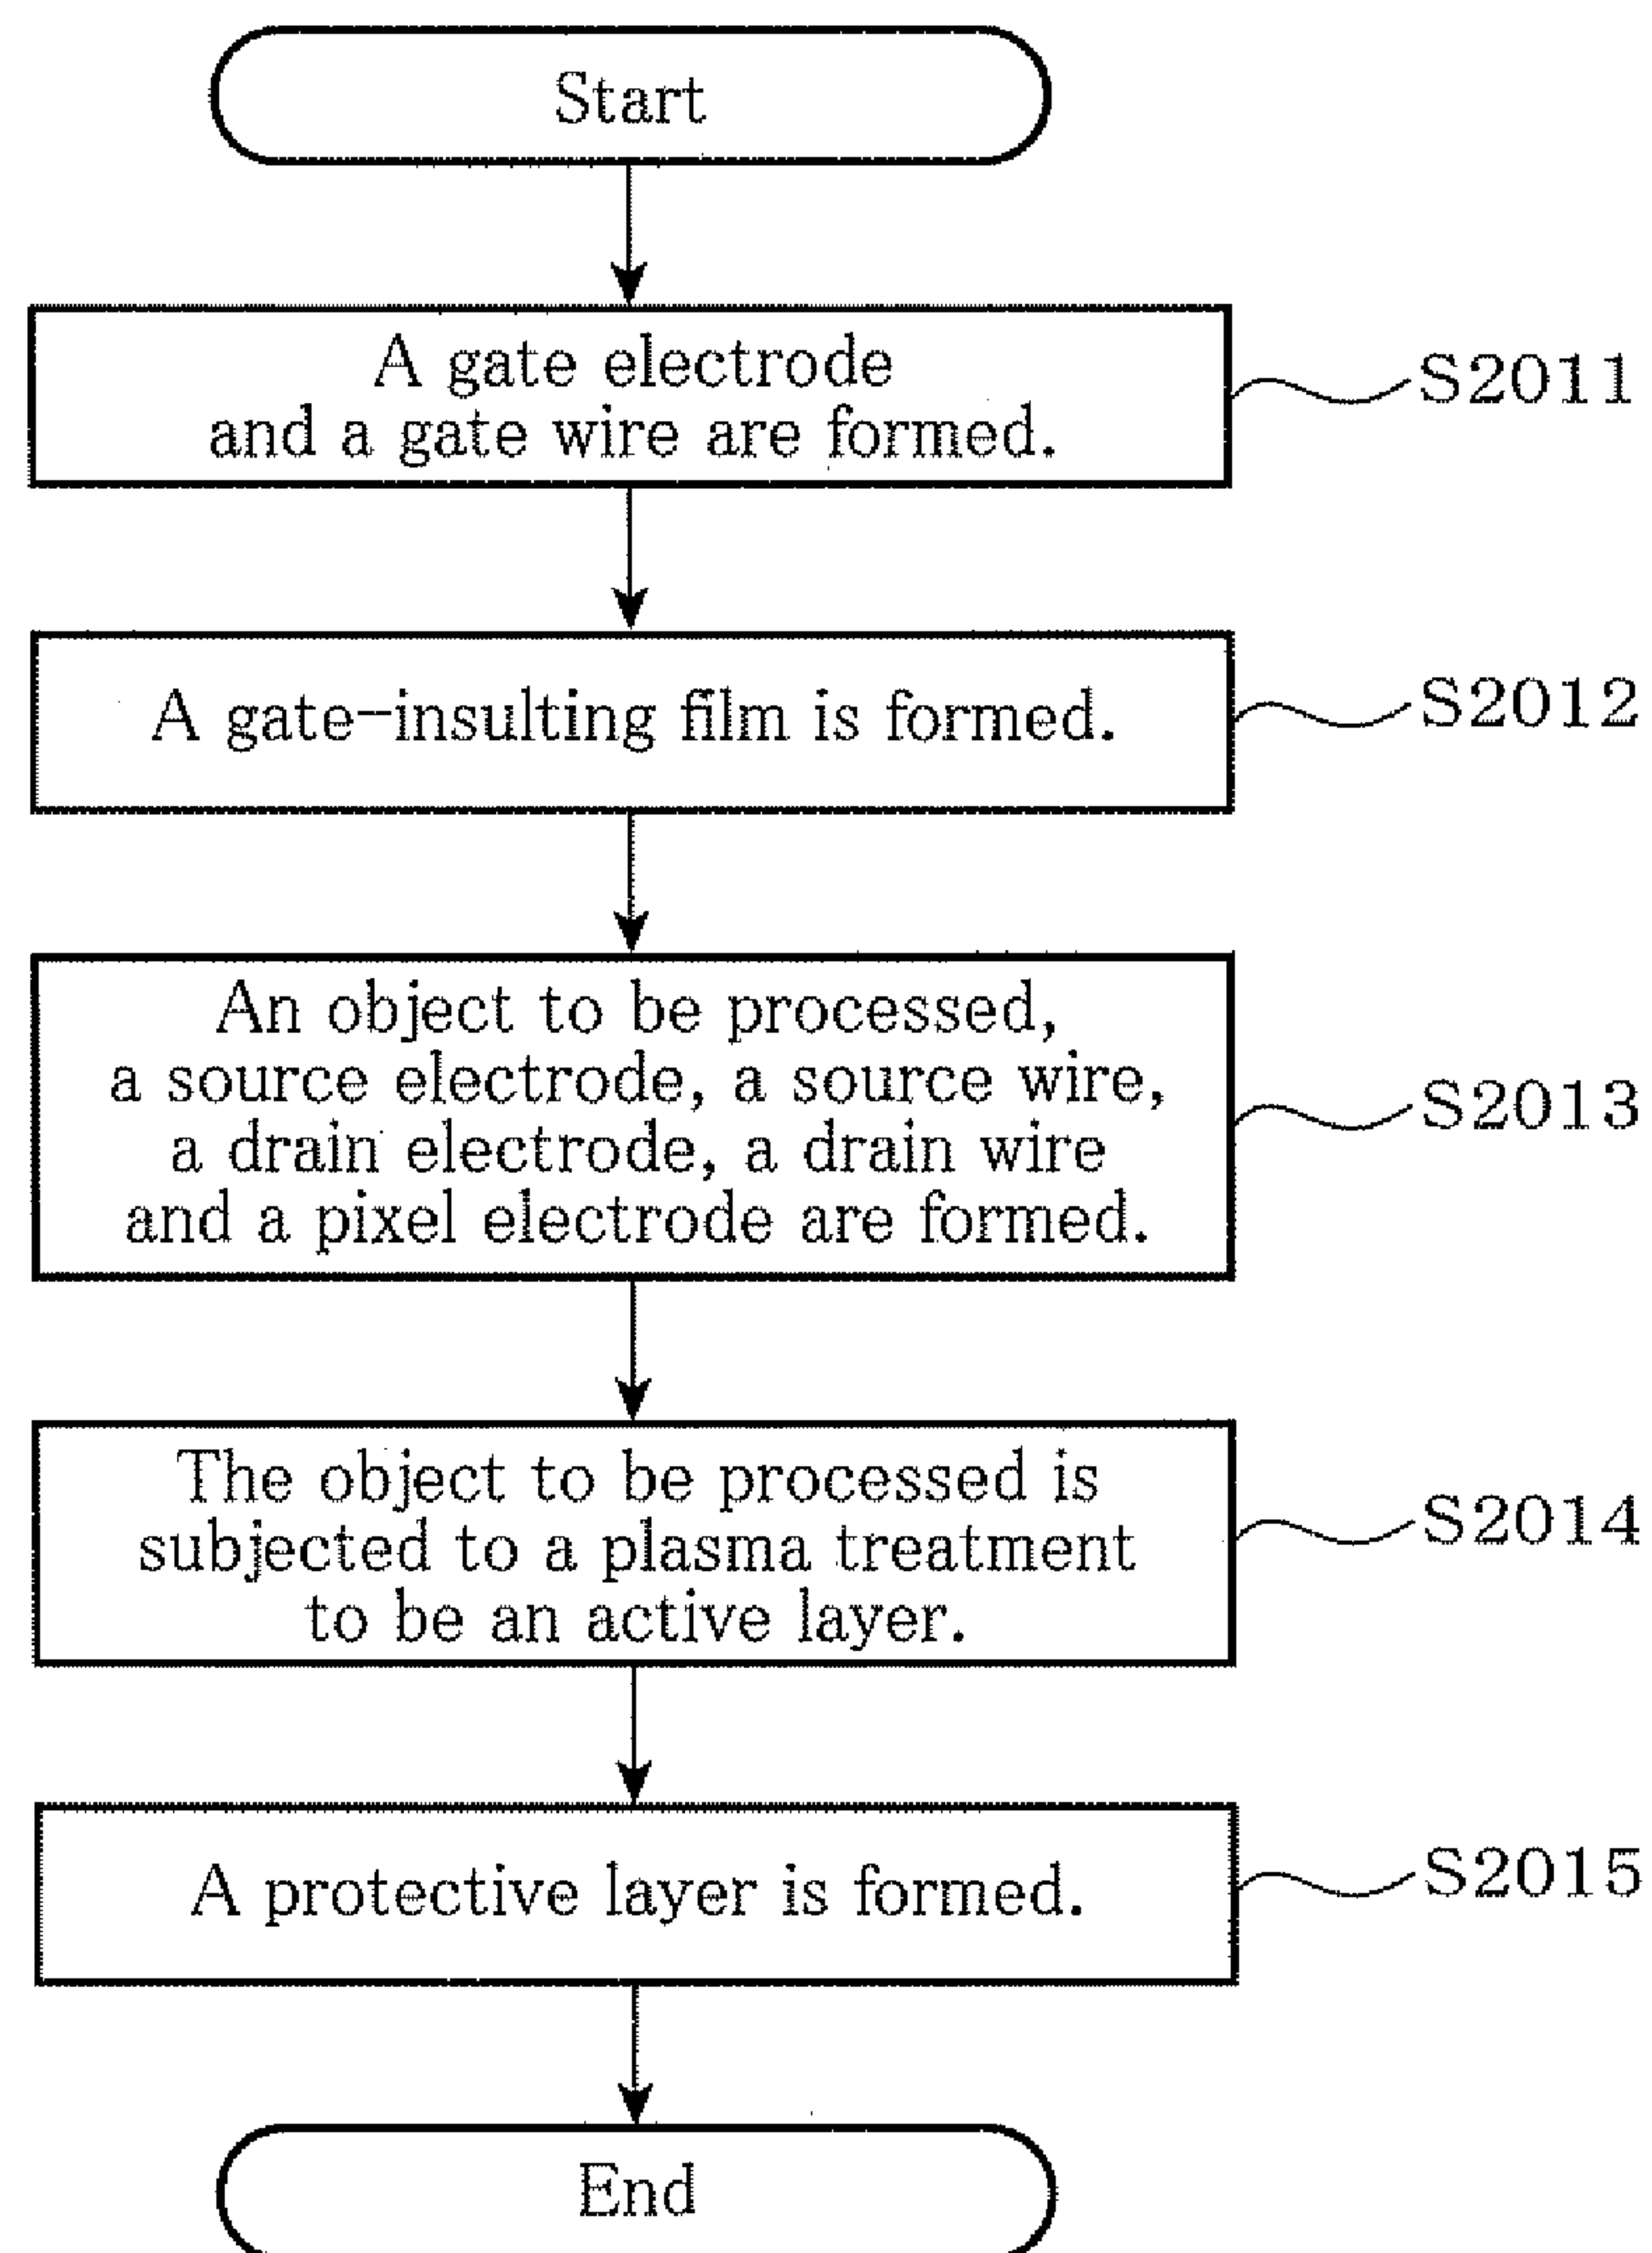 Start
A gate electrode
and a gate wire are formed.
S2011
A gate-insulting film is formed.
S2012
An object to be processed,
a source electrode, a source wire,
a drain electrode, a drain wire
and a pixel electrode are formed.
S2013
The object to be processed is
subjected to a plasma treatment
to be an active layer.
S2014
A protective layer is formed.
S2015
End